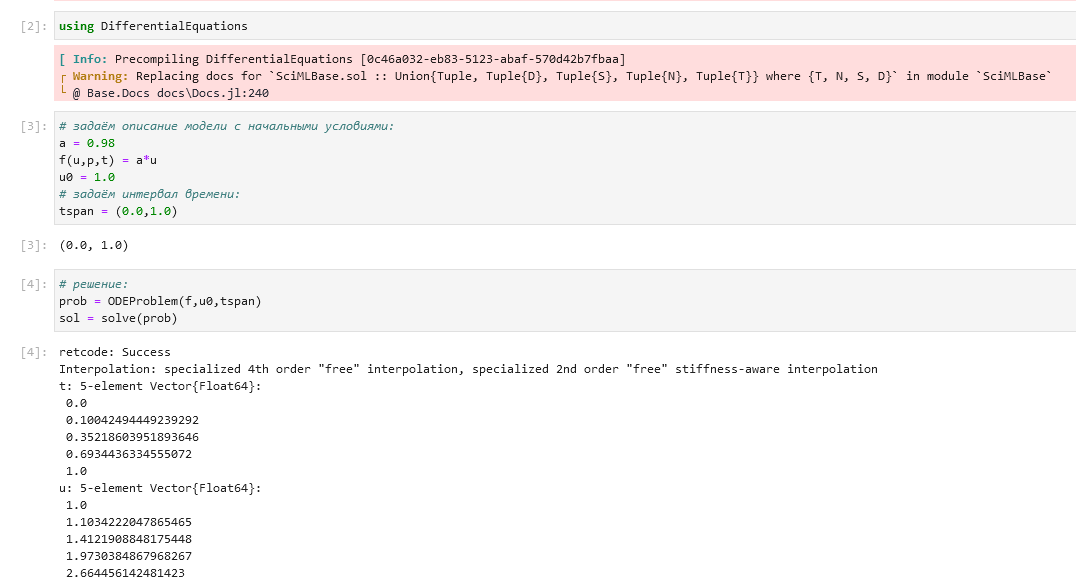 [2]: using DifferentialEquations
[ Info: Precompiling DifferentialEquations [0c46a032-eb83-5123-abaf-570d42b7fbaa]
┌ Warning: Replacing docs for `SciMLBase.sol :: Union{Tuple, Tuple{D}, Tuple{S}, Tuple{N}, Tuple{T}} where {T, N, S, D}` in module `SciMLBase`
└ @ Base.Docs docs\Docs.jl:240
[3]: # задаём описание модели с начальными условиями:
a = 0.98
f(u,p,t) = a*u
u0 = 1.0
# задаём интервал времени:
tspan = (0.0,1.0)
[3]: (0.0, 1.0)
[4]: # решение:
prob = ODEProblem(f,u0,tspan)
sol = solve(prob)
[4]: retcode: Success
Interpolation: specialized 4th order "free" interpolation, specialized 2nd order "free" stiffness-aware interpolation
t: 5-element Vector{Float64}:
0.0
0.10042494449239292
0.35218603951893646
0.6934436334555072
1.0
u: 5-element Vector{Float64}:
1.0
1.1034222047865465
1.4121908848175448
1.9730384867968267
2.664456142481423